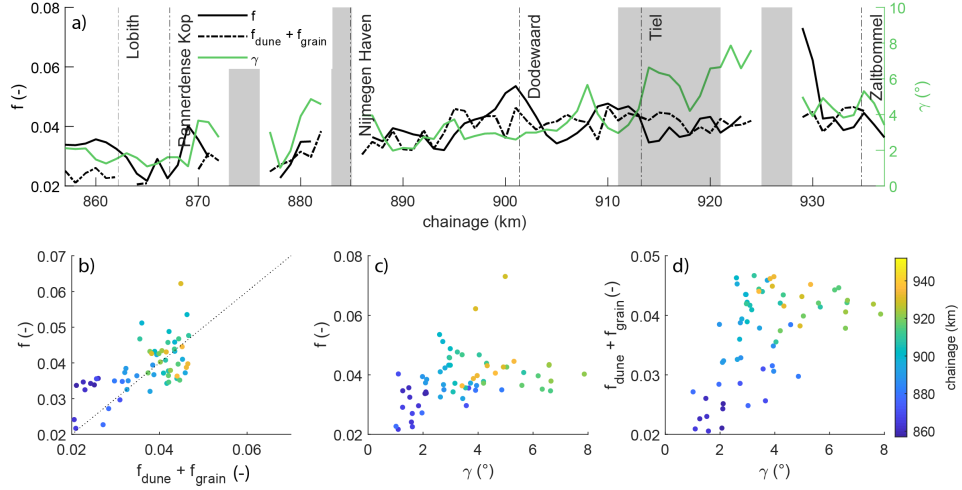 a)
f
f_dune + f_grain
γ
Lobith
Pannerdense Kop
Nijmegen Haven
Dodewaard
Tiel
Zaltbommel
0.08
0.06
0.04
0.02
f (-)
10
8
6
4
2
0
γ (°)
860
870
880
890
900
910
920
930
chainage (km)
b)
0.07
0.06
0.05
0.04
0.03
0.02
f (-)
0.02
0.04
0.06
f_dune + f_grain (-)
c)
0.08
0.06
0.04
0.02
f (-)
0
2
4
6
8
γ (°)
d)
0.05
0.04
0.03
0.02
f_dune + f_grain (-)
0
2
4
6
8
γ (°)
940
920
900
880
860
chainage (km)